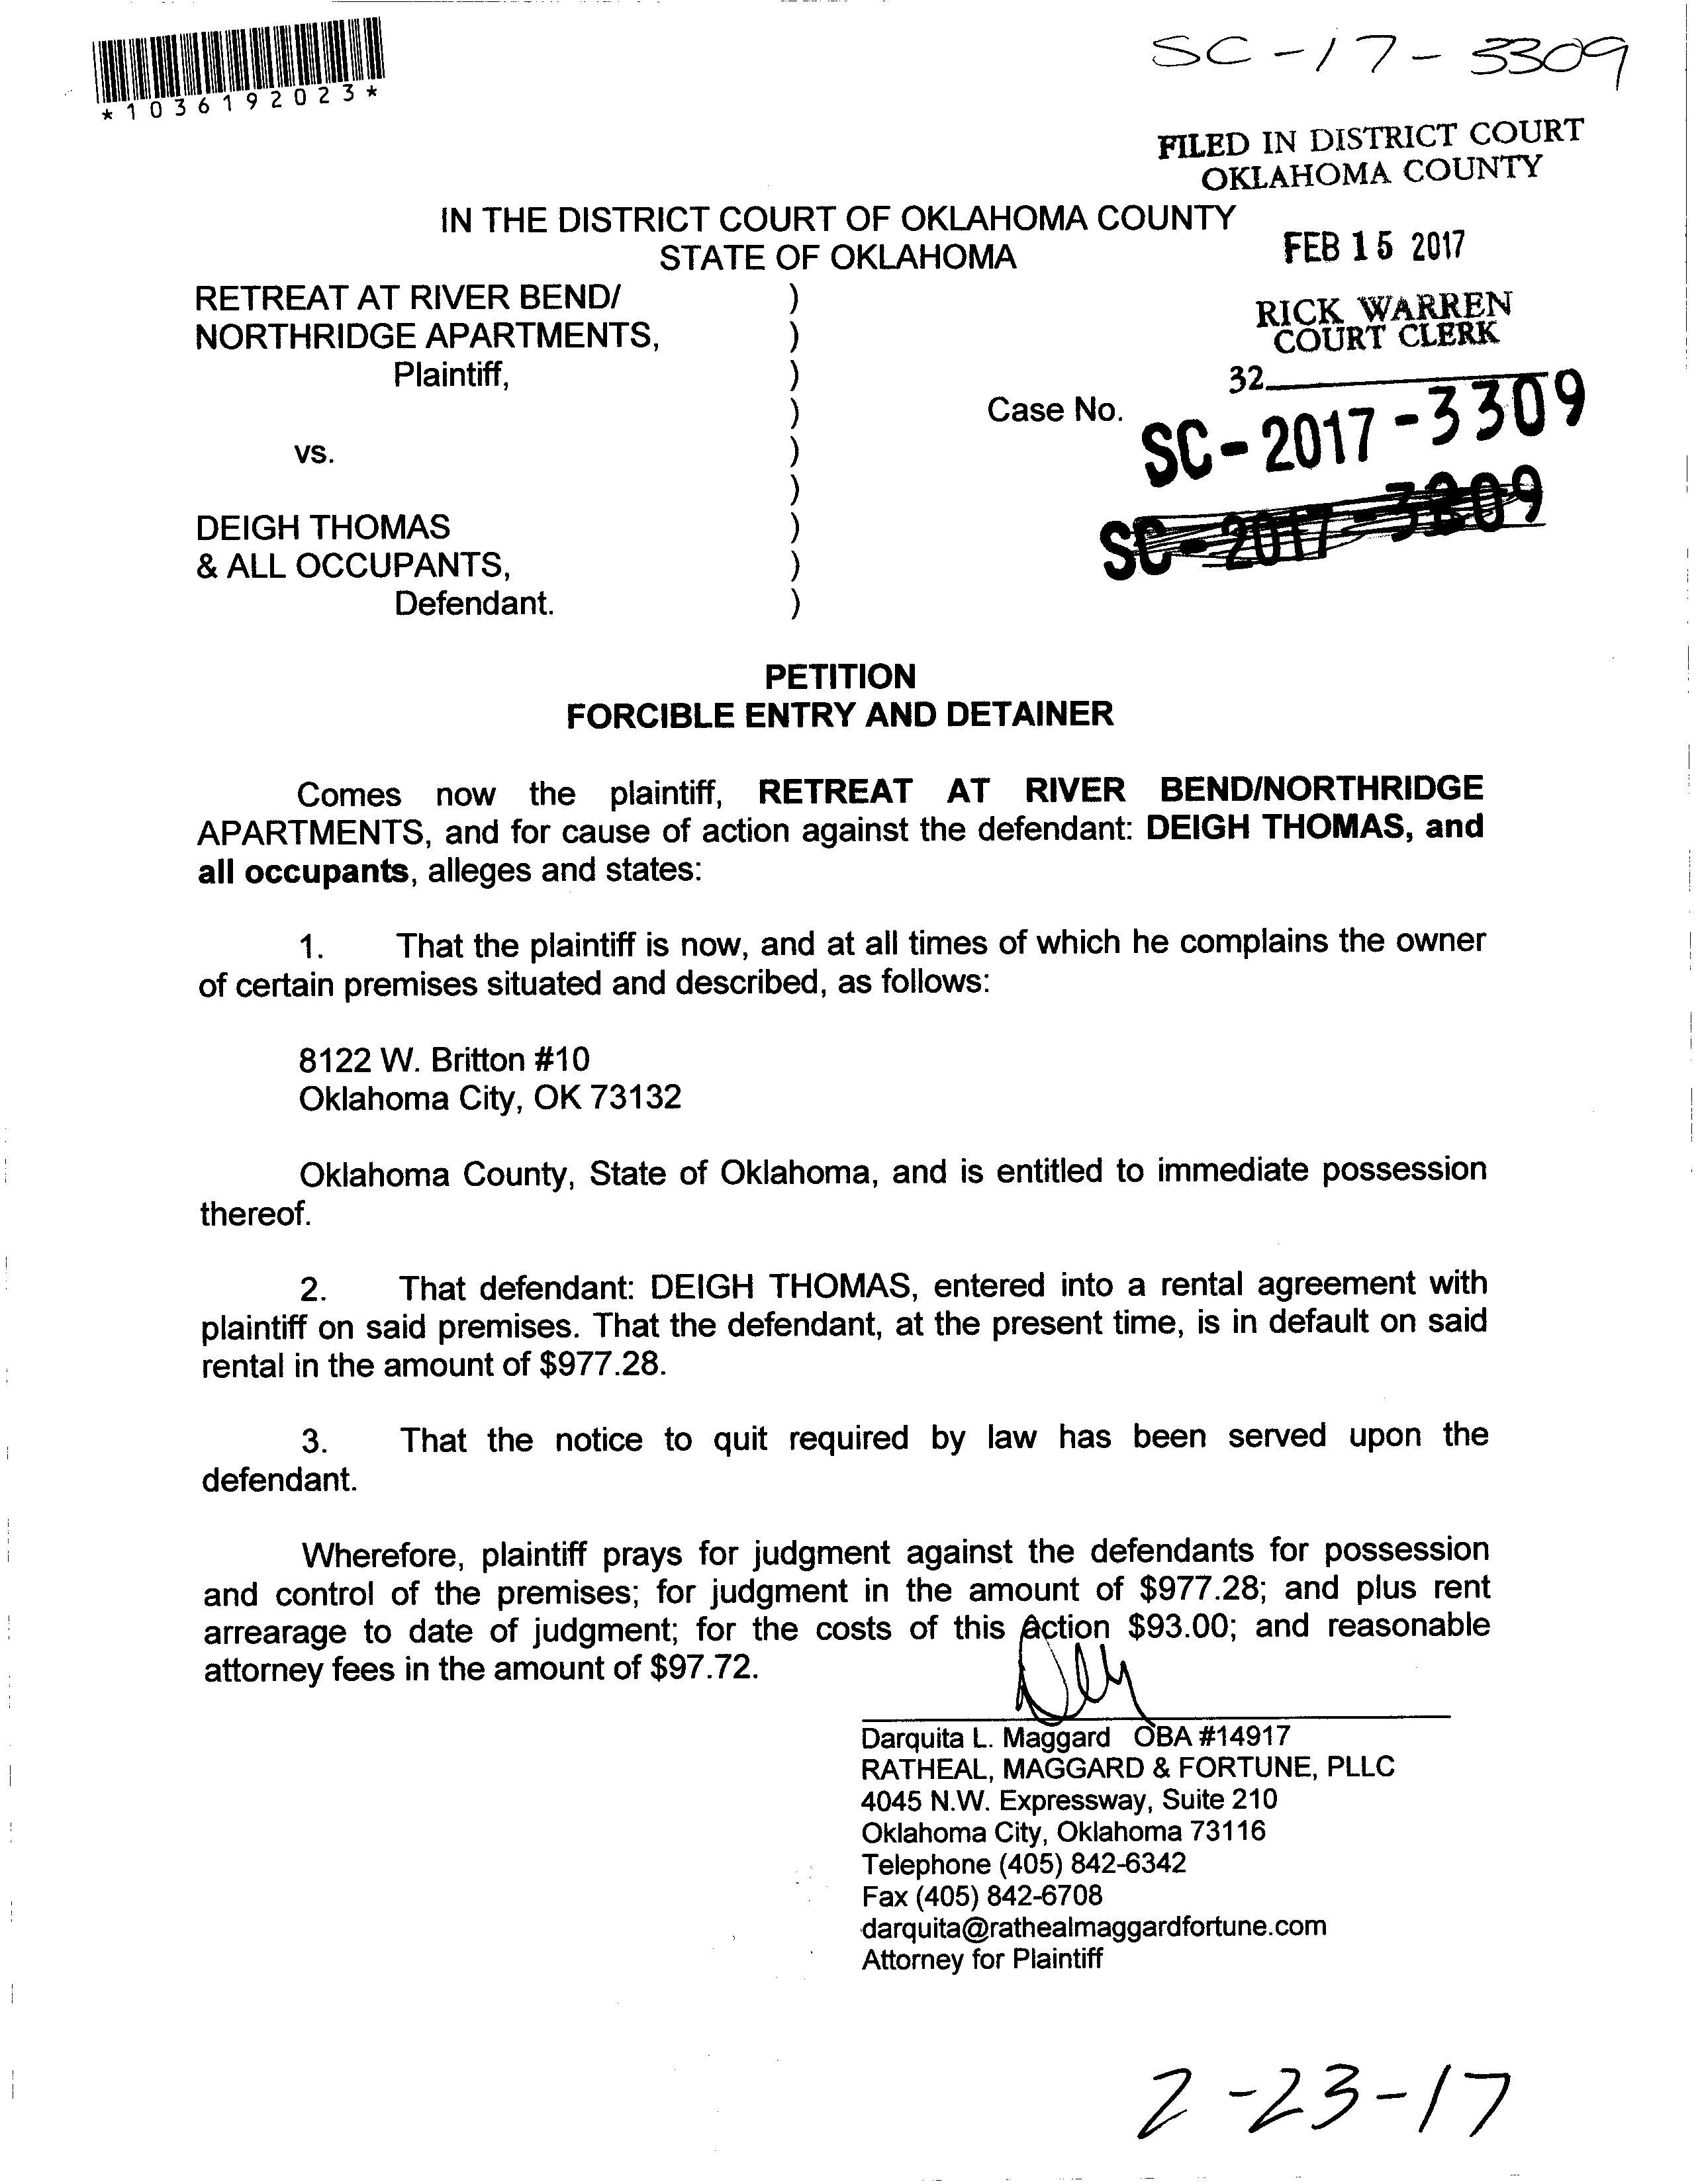 *1036192023*
SC-17-3309
FILED IN DISTRICT COURT
OKLAHOMA COUNTY
IN THE DISTRICT COURT OF OKLAHOMA COUNTY
STATE OF OKLAHOMA
FEB 15 2017
RICK WARREN
COURT CLERK
32
RETREAT AT RIVER BEND/ )
NORTHRIDGE APARTMENTS, )
Plaintiff, )
)
Case No. SC-2017-3309
vs. )
)
SC-2017-3209
DEIGH THOMAS )
& ALL OCCUPANTS, )
Defendant. )
PETITION
FORCIBLE ENTRY AND DETAINER
Comes now the plaintiff, RETREAT AT RIVER BEND/NORTHRIDGE
APARTMENTS, and for cause of action against the defendant: DEIGH THOMAS, and
all occupants, alleges and states:
1. That the plaintiff is now, and at all times of which he complains the owner
of certain premises situated and described, as follows:
8122 W. Britton #10
Oklahoma City, OK 73132
Oklahoma County, State of Oklahoma, and is entitled to immediate possession
thereof.
2. That defendant: DEIGH THOMAS, entered into a rental agreement with
plaintiff on said premises. That the defendant, at the present time, is in default on said
rental in the amount of $977.28.
3. That the notice to quit required by law has been served upon the
defendant.
Wherefore, plaintiff prays for judgment against the defendants for possession
and control of the premises; for judgment in the amount of $977.28; and plus rent
arrearage to date of judgment; for the costs of this action $93.00; and reasonable
attorney fees in the amount of $97.72.
Darquita L. Maggard OBA #14917
RATHEAL, MAGGARD & FORTUNE, PLLC
4045 N.W. Expressway, Suite 210
Oklahoma City, Oklahoma 73116
Telephone (405) 842-6342
Fax (405) 842-6708
darquita@rathealmaggardfortune.com
Attorney for Plaintiff
2-23-17